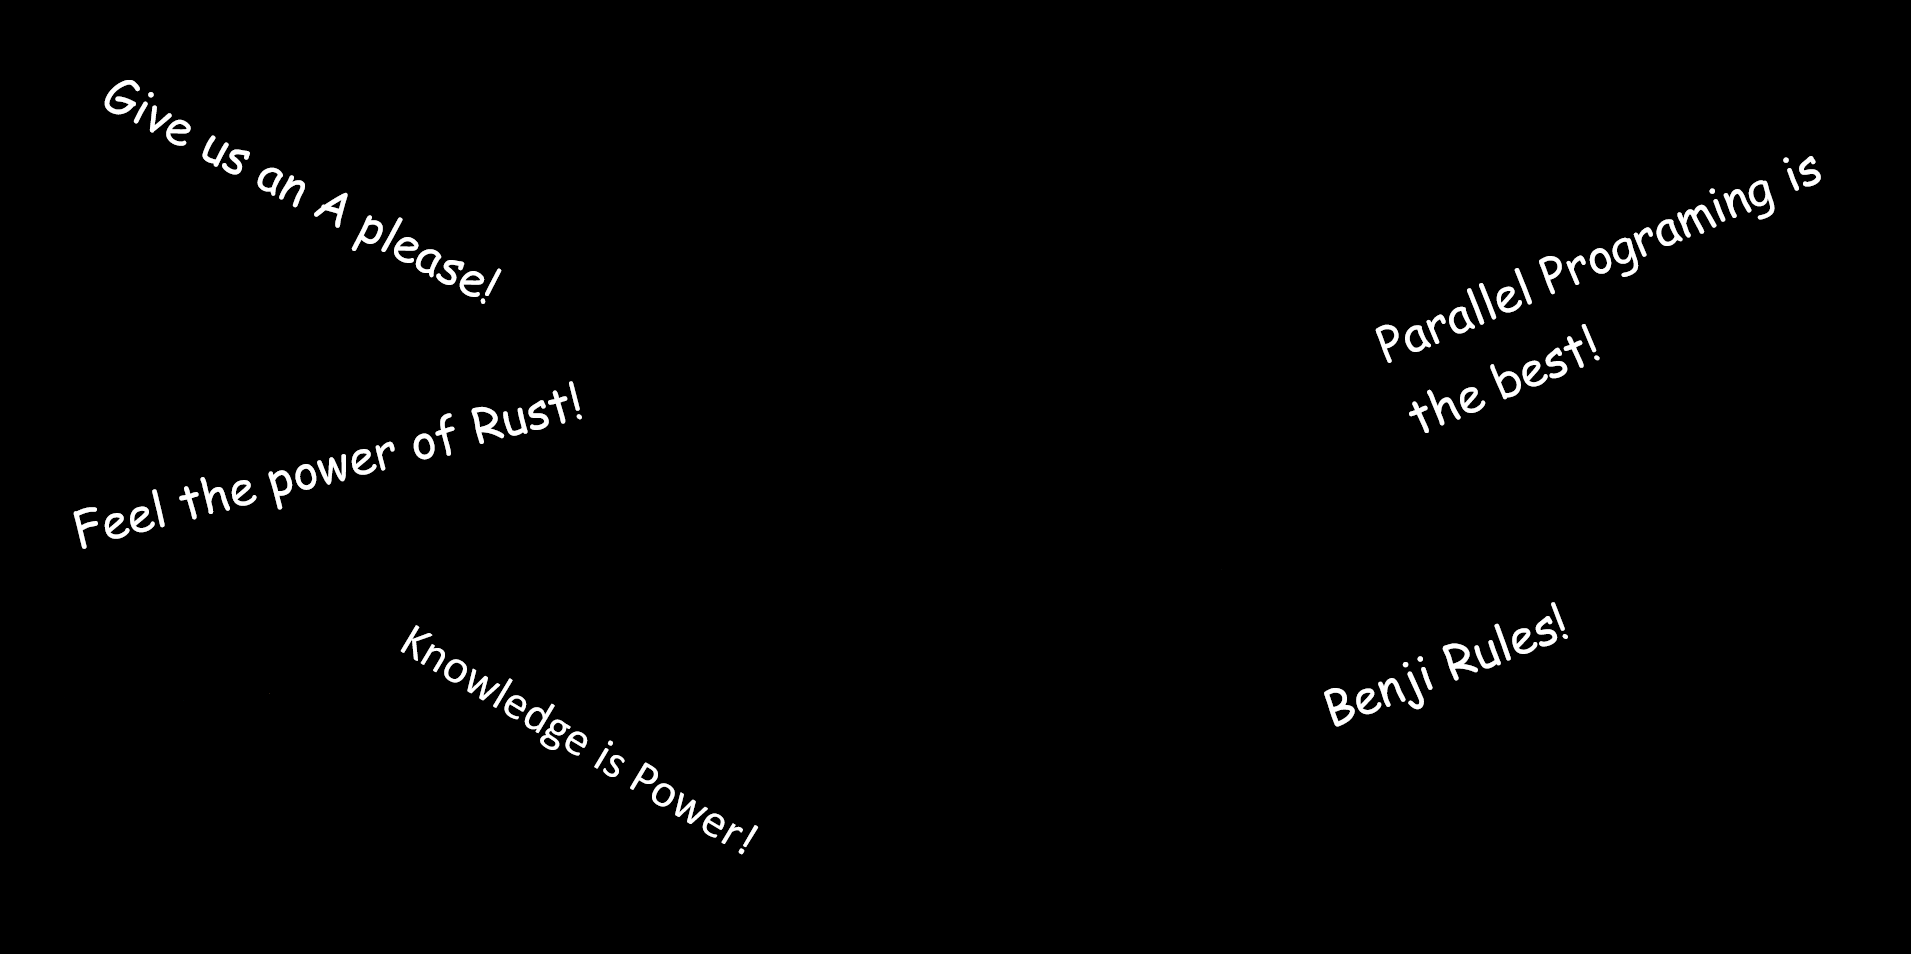 Give us an A please!
Parallel Programing is
the best!
Feel the power of Rust!
Knowledge is Power!
Benji Rules!